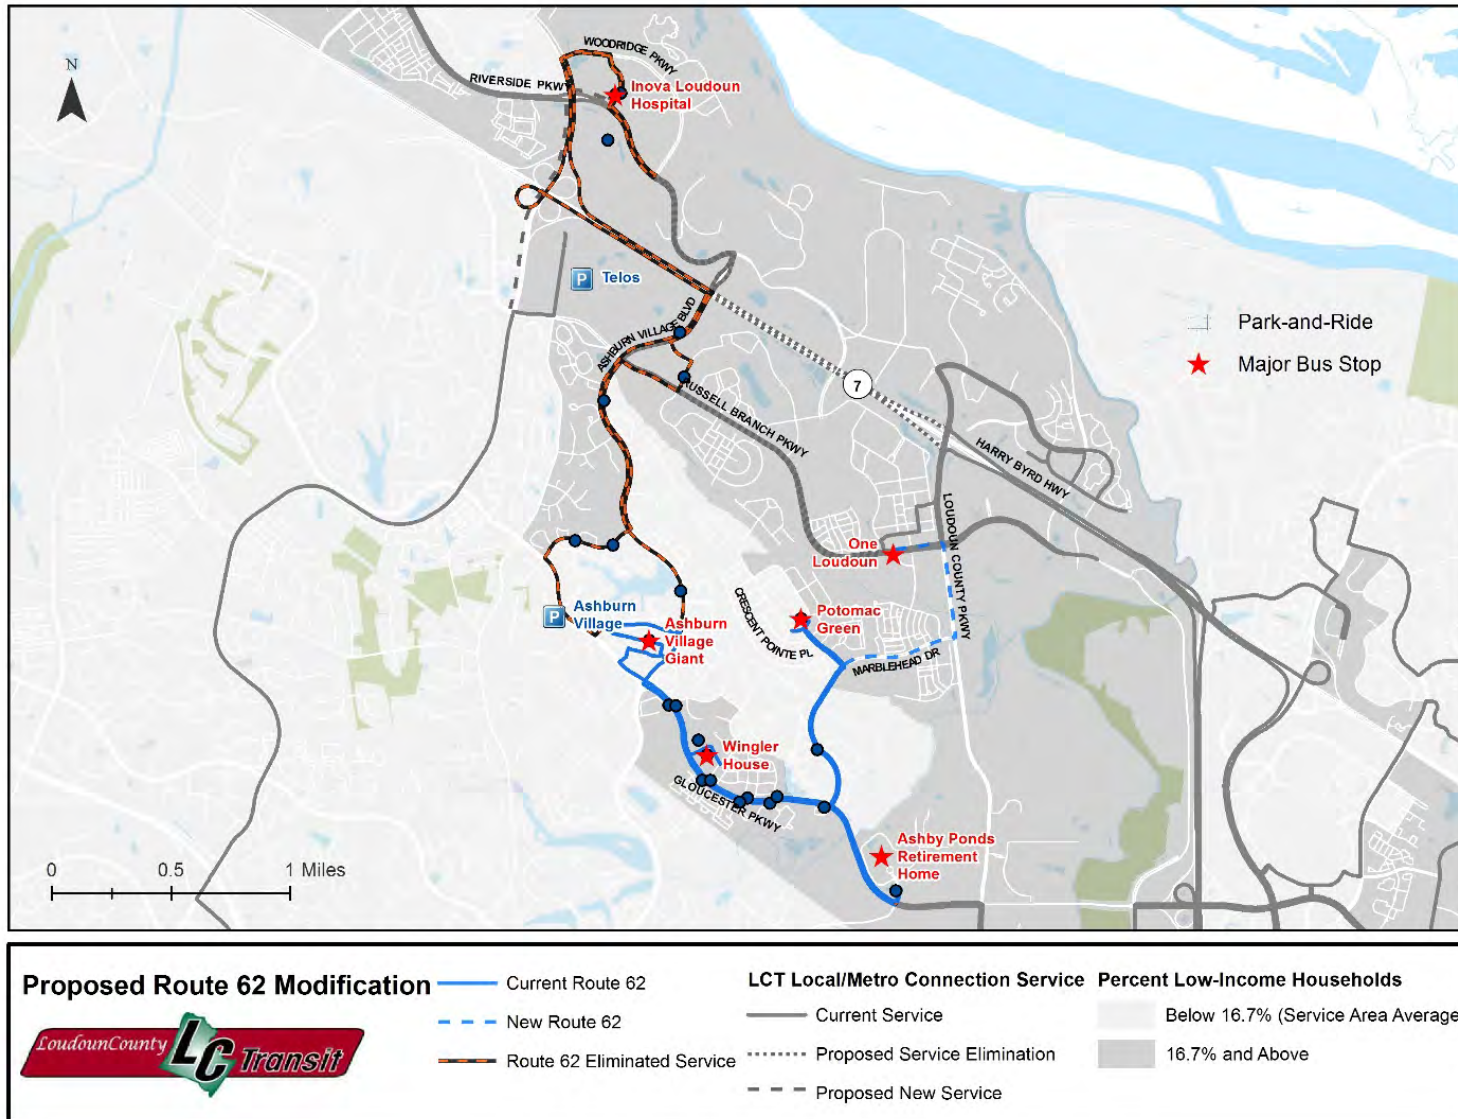 WOODRIDGE PKWY
N
RIVERSIDE PKWY
Inova Loudoun
Hospital
P
Telos
ASHBURN VILLAGE BLVD
Park-and-Ride
Major Bus Stop
7
RUSSELL BRANCH PKWY
HARRY BYRD HWY
LOUDOUN COUNTY PKWY
One
Loudoun
CRESCENT POINTE PL
Potomac
Green
P
Ashburn
Village
Ashburn
Village
Giant
MARBLEHEAD DR
Wingler
House
GLOUCESTER PKWY
Ashby Ponds
Retirement
Home
0 0.5 1 Miles
Proposed Route 62 Modification
LoudounCounty LC Transit
Current Route 62
New Route 62
Route 62 Eliminated Service
LCT Local/Metro Connection Service
Current Service
Proposed Service Elimination
Proposed New Service
Percent Low-Income Households
Below 16.7% (Service Area Average
16.7% and Above